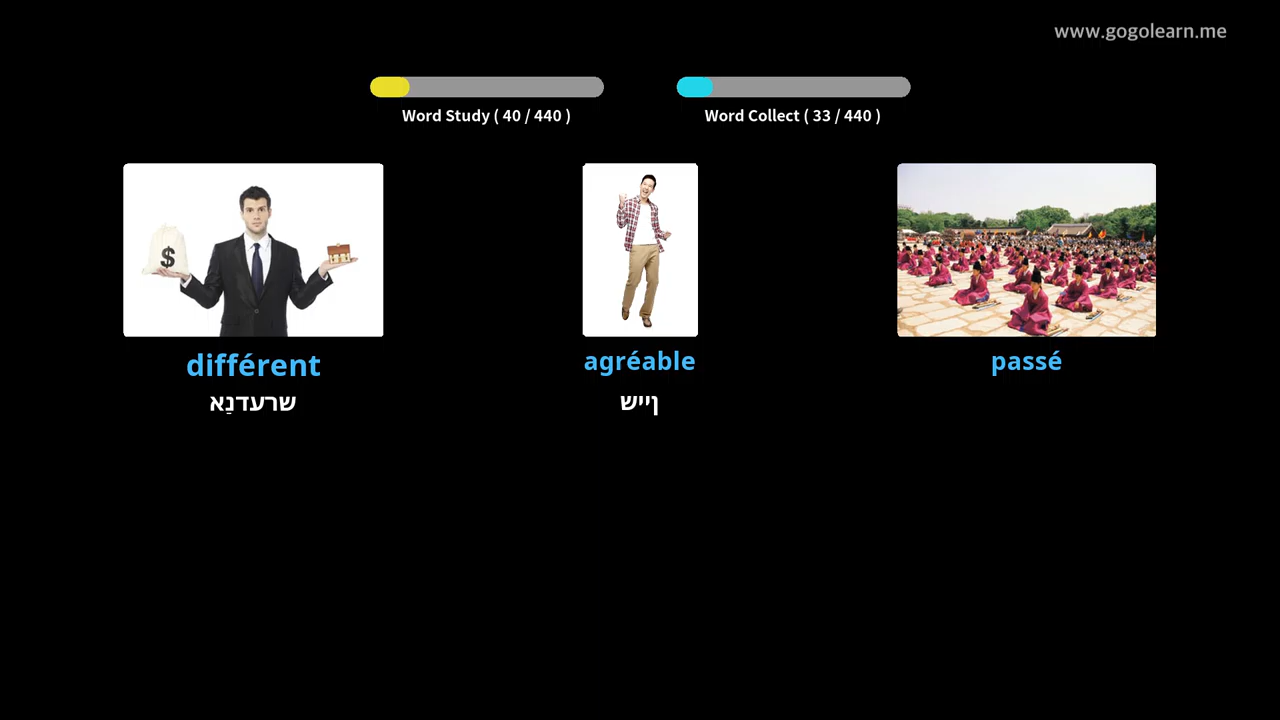 www.gogolearn.me
Word Study ( 40 / 440 )
Word Collect ( 33 / 440 )
$
différent
agréable
passé
שרעדנַא
ןייש